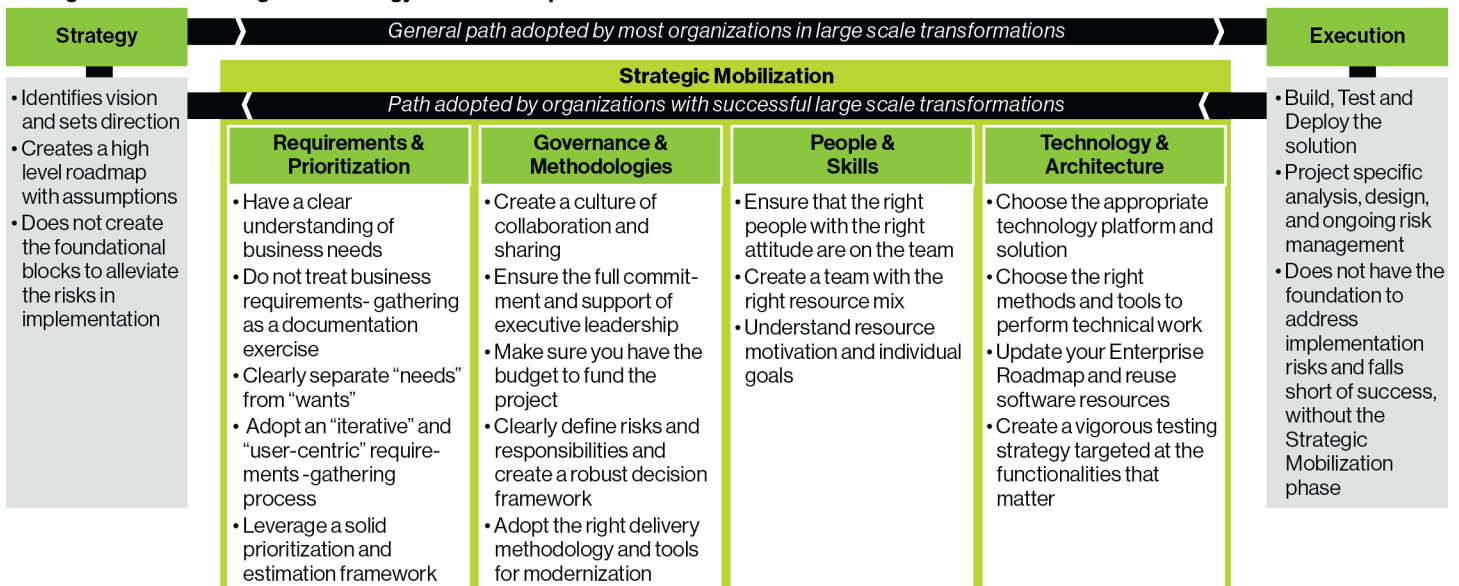 Strategy
General path adopted by most organizations in large scale transformations
Execution
Strategic Mobilization
Path adopted by organizations with successful large scale transformations
• Identifies vision
and sets direction
• Creates a high
level roadmap
with assumptions
• Does not create
the foundational
blocks to alleviate
the risks in
implementation
Requirements &
Prioritization
• Have a clear
understanding of
business needs
• Do not treat business
requirements- gathering
as a documentation
exercise
• Clearly separate “needs”
from “wants”
• Adopt an “iterative” and
“user-centric” require-
ments -gathering
process
• Leverage a solid
prioritization and
estimation framework
Governance &
Methodologies
• Create a culture of
collaboration and
sharing
• Ensure the full commit-
ment and support of
executive leadership
• Make sure you have the
budget to fund the
project
• Clearly define risks and
responsibilities and
create a robust decision
framework
• Adopt the right delivery
methodology and tools
for modernization
People &
Skills
• Ensure that the right
people with the right
attitude are on the team
• Create a team with the
right resource mix
• Understand resource
motivation and individual
goals
Technology &
Architecture
• Choose the appropriate
technology platform and
solution
• Choose the right
methods and tools to
perform technical work
• Update your Enterprise
Roadmap and reuse
software resources
• Create a vigorous testing
strategy targeted at the
functionalities that
matter
• Build, Test and
Deploy the
solution
• Project specific
analysis, design,
and ongoing risk
management
• Does not have the
foundation to
address
implementation
risks and falls
short of success,
without the
Strategic
Mobilization
phase